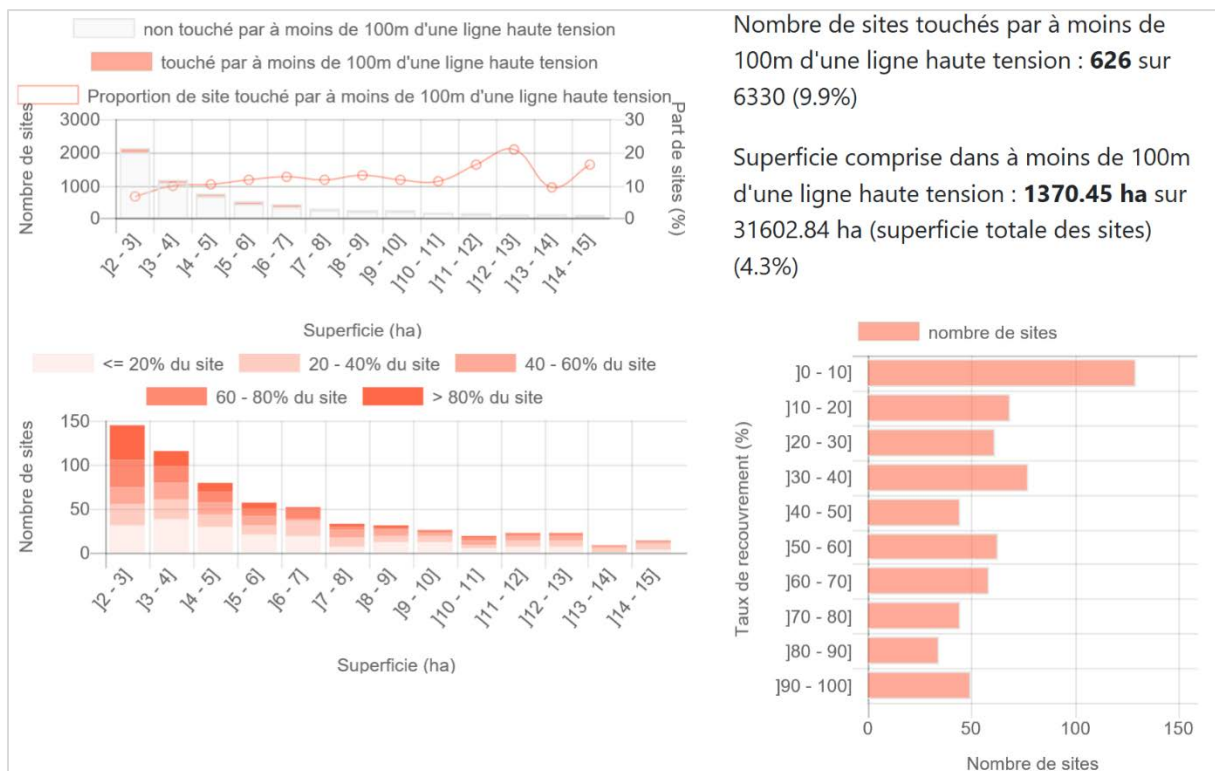 non touché par à moins de 100m d'une ligne haute tension
touché par à moins de 100m d'une ligne haute tension
Proportion de site touché par à moins de 100m d'une ligne haute tension
Nombre de sites
3000
2000
1000
0
30
20
10
0
Part de sites (%)
]2 - 3]
]3 - 4]
]4 - 5]
]5 - 6]
]6 - 7]
]7 - 8]
]8 - 9]
]9 - 10]
]10 - 11]
]11 - 12]
]12 - 13]
]13 - 14]
]14 - 15]
Superficie (ha)
Nombre de sites touchés par à moins de
100m d'une ligne haute tension : 626 sur
6330 (9.9%)
Superficie comprise dans à moins de 100m
d'une ligne haute tension : 1370.45 ha sur
31602.84 ha (superficie totale des sites)
(4.3%)
<= 20% du site
20 - 40% du site
40 - 60% du site
60 - 80% du site
> 80% du site
Nombre de sites
150
100
50
0
]2 - 3]
]3 - 4]
]4 - 5]
]5 - 6]
]6 - 7]
]7 - 8]
]8 - 9]
]9 - 10]
]10 - 11]
]11 - 12]
]12 - 13]
]13 - 14]
]14 - 15]
Superficie (ha)
nombre de sites
Taux de recouvrement (%)
]0 - 10]
]10 - 20]
]20 - 30]
]30 - 40]
]40 - 50]
]50 - 60]
]60 - 70]
]70 - 80]
]80 - 90]
]90 - 100]
0
50
100
150
Nombre de sites